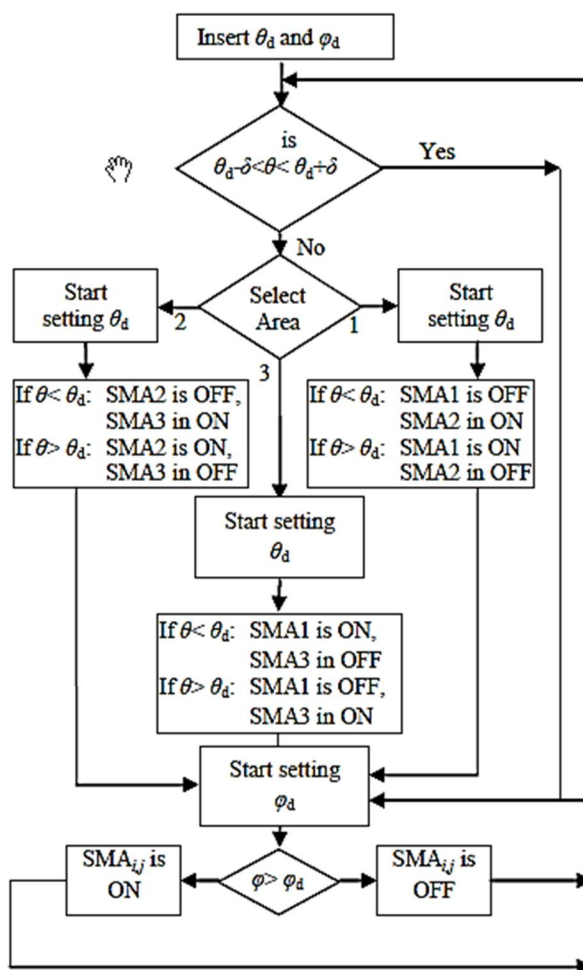 Insert θd and φd
is
θd-δ<θ< θd+δ
Yes
No
Select
Area
2
1
3
Start
setting θd
Start
setting θd
If θ< θd: SMA2 is OFF,
SMA3 in ON
If θ> θd: SMA2 is ON,
SMA3 in OFF
If θ< θd: SMA1 is OFF
SMA2 in ON
If θ> θd: SMA1 is ON
SMA2 in OFF
Start setting
θd
If θ< θd: SMA1 is ON,
SMA3 in OFF
If θ> θd: SMA1 is OFF,
SMA3 in ON
Start setting
φd
SMAi,j is
ON
φ> φd
SMAi,j is
OFF